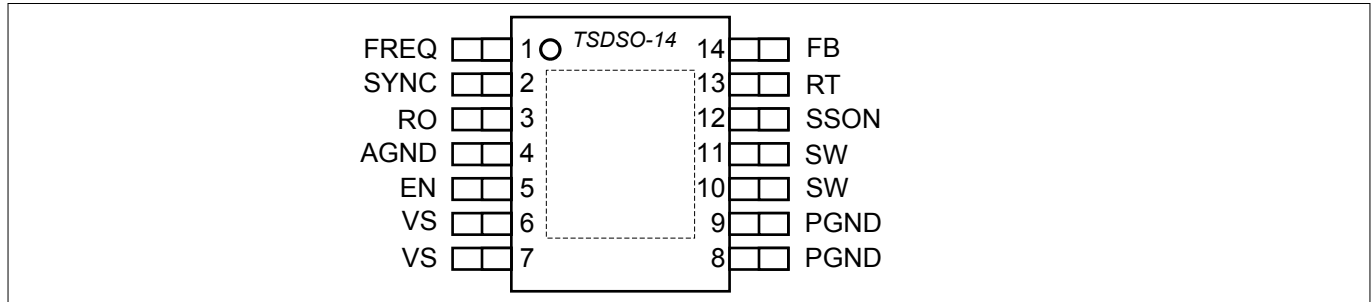 FREQ 1 TSDSO-14 14 FB
SYNC 2 13 RT
RO 3 12 SSON
AGND 4 11 SW
EN 5 10 SW
VS 6 9 PGND
VS 7 8 PGND